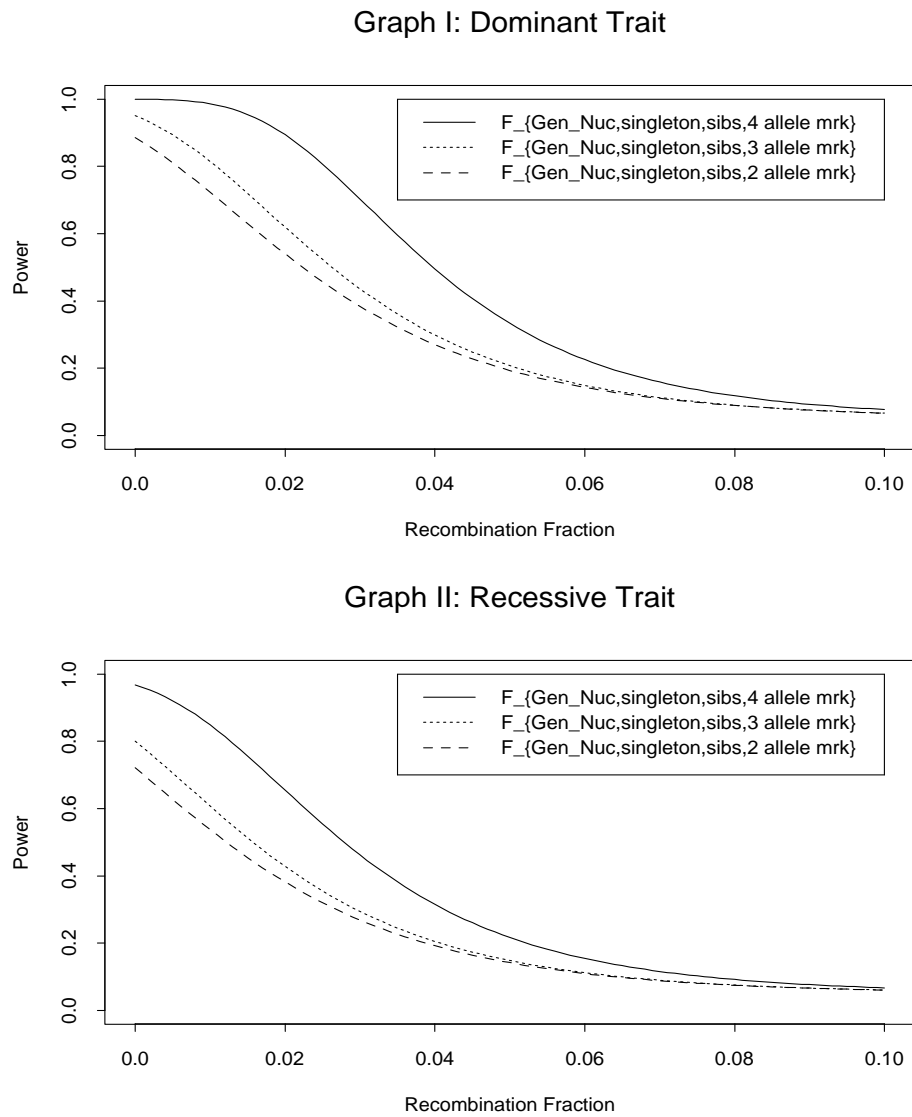 Graph I: Dominant Trait
F_{Gen_Nuc,singleton,sibs,4 allele mrk}
F_{Gen_Nuc,singleton,sibs,3 allele mrk}
F_{Gen_Nuc,singleton,sibs,2 allele mrk}
Power
1.0
0.8
0.6
0.4
0.2
0.0
0.0 0.02 0.04 0.06 0.08 0.10
Recombination Fraction
Graph II: Recessive Trait
F_{Gen_Nuc,singleton,sibs,4 allele mrk}
F_{Gen_Nuc,singleton,sibs,3 allele mrk}
F_{Gen_Nuc,singleton,sibs,2 allele mrk}
Power
1.0
0.8
0.6
0.4
0.2
0.0
0.0 0.02 0.04 0.06 0.08 0.10
Recombination Fraction